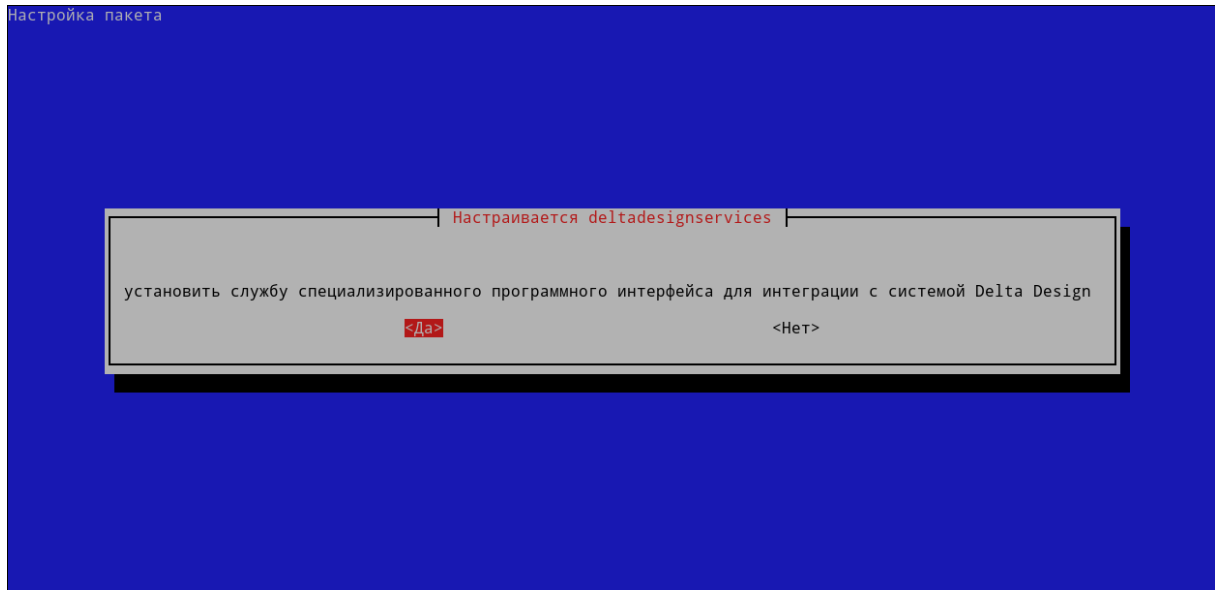 Настройка пакета
Настраивается deltadesignservices
установить службу специализированного программного интерфейса для интеграции с системой Delta Design
<Да> <Нет>